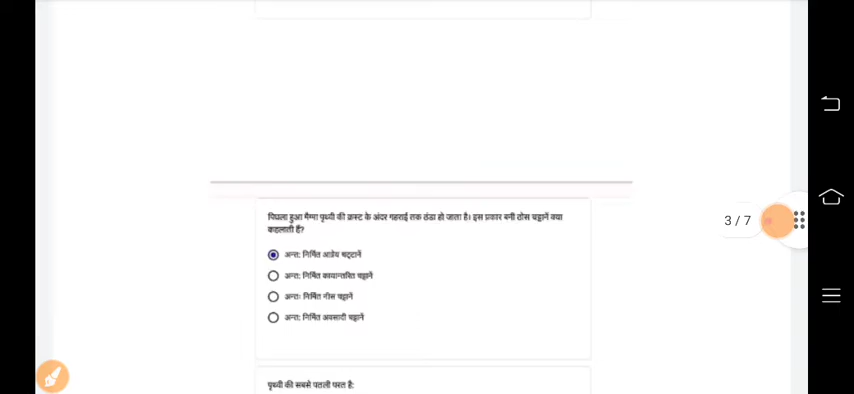 पिघला हुआ मैग्मा पृथ्वी की क्रस्ट के अंदर गहराई तक ठंडा हो जाता है। इस प्रकार बनी ठोस चट्टानें क्या
कहलाती हैं?
अन्त: निर्मित आग्नेय चट्टानें
अन्त: निर्मित कायान्तरित चट्टानें
अन्तः निर्मित नीस चट्टानें
अन्त: निर्मित अवसादी चट्टानें
3 / 7
पृथ्वी की सबसे पतली परत है: